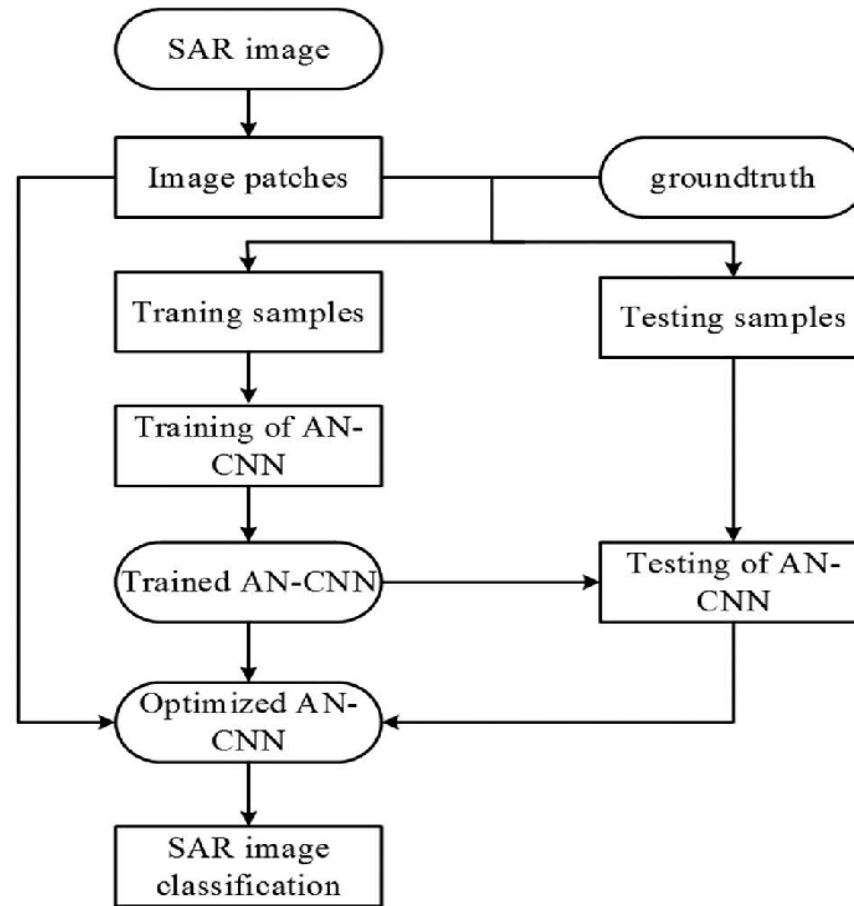 SAR image
Image patches
groundtruth
Traning samples
Testing samples
Training of AN-
CNN
Trained AN-CNN
Testing of AN-
CNN
Optimized AN-
CNN
SAR image
classification